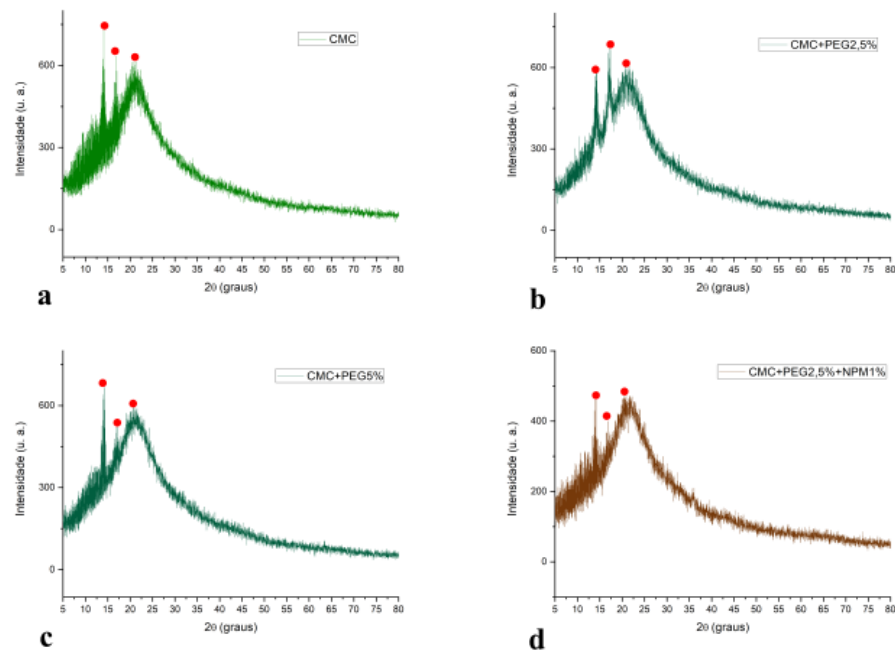 CMC
600
300
0
Intensidade (u. a.)
5 10 15 20 25 30 35 40 45 50 55 60 65 70 75 80
2θ (graus)
a
CMC+PEG2,5%
600
300
0
Intensidade (u. a.)
5 10 15 20 25 30 35 40 45 50 55 60 65 70 75 80
2θ (graus)
b
CMC+PEG5%
600
300
0
Intensidade (u. a.)
5 10 15 20 25 30 35 40 45 50 55 60 65 70 75 80
2θ (graus)
c
CMC+PEG2,5%+NPM1%
600
400
200
0
Intensidade (u. a.)
5 10 15 20 25 30 35 40 45 50 55 60 65 70 75 80
2θ (graus)
d